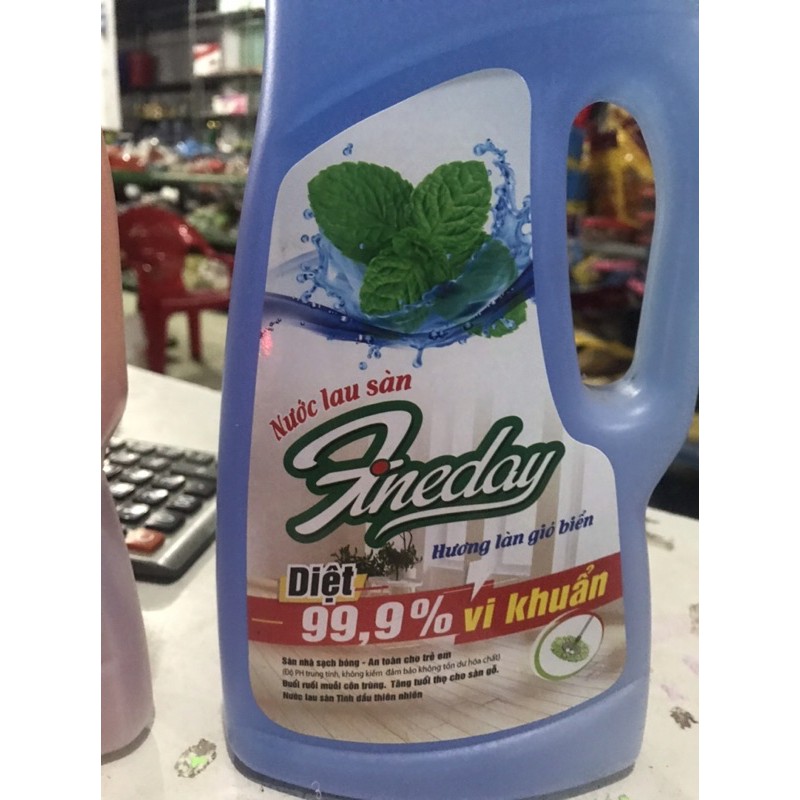 Nước lau sàn
Fineday
Hương làn gió biển
Diệt
99,9% vi khuẩn
Sàn nhà sạch bóng - An toàn cho trẻ em
(Độ PH trung tính, không kiềm đảm bảo không tồn dư hóa chất)
Đuổi ruồi muỗi côn trùng. Tăng tuổi thọ cho sàn gỗ.
Nước lau sàn Tinh dầu thiên nhiên